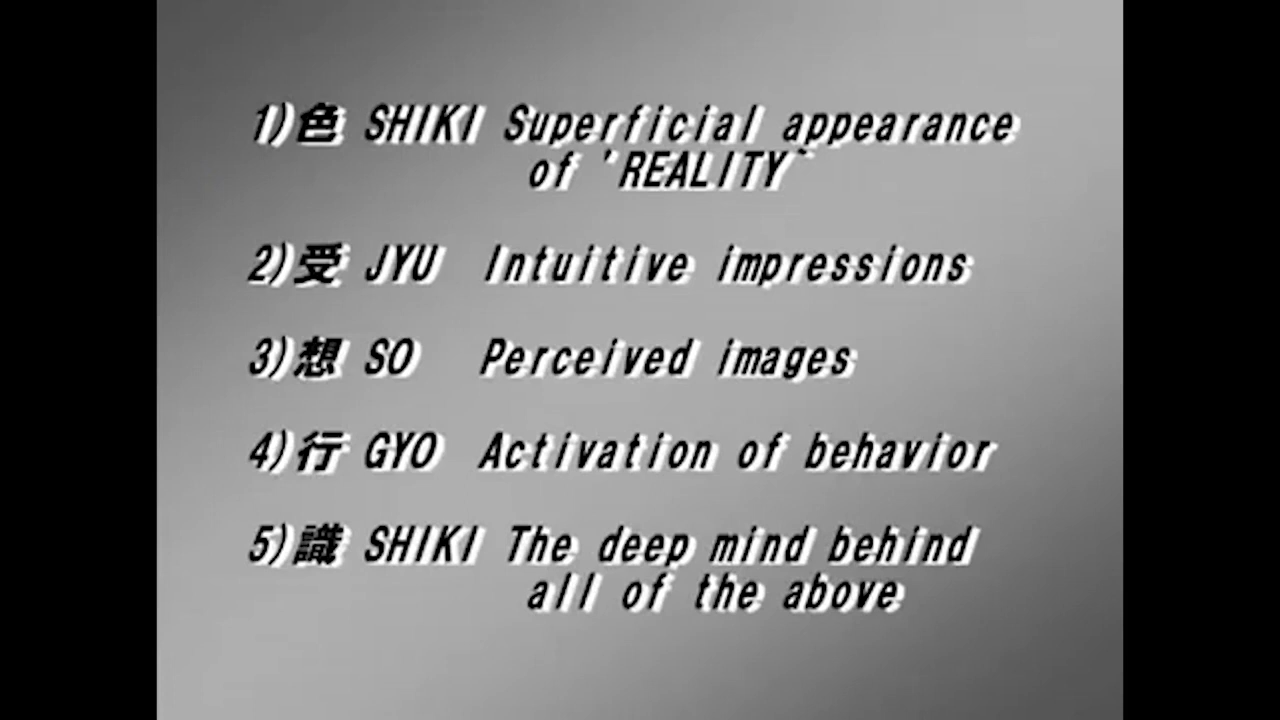 1)色 SHIKI Superficial appearance
of 'REALITY`
2)受 JYU Intuitive impressions
3)想 SO Perceived images
4)行 GYO Activation of behavior
5)識 SHIKI The deep mind behind
all of the above